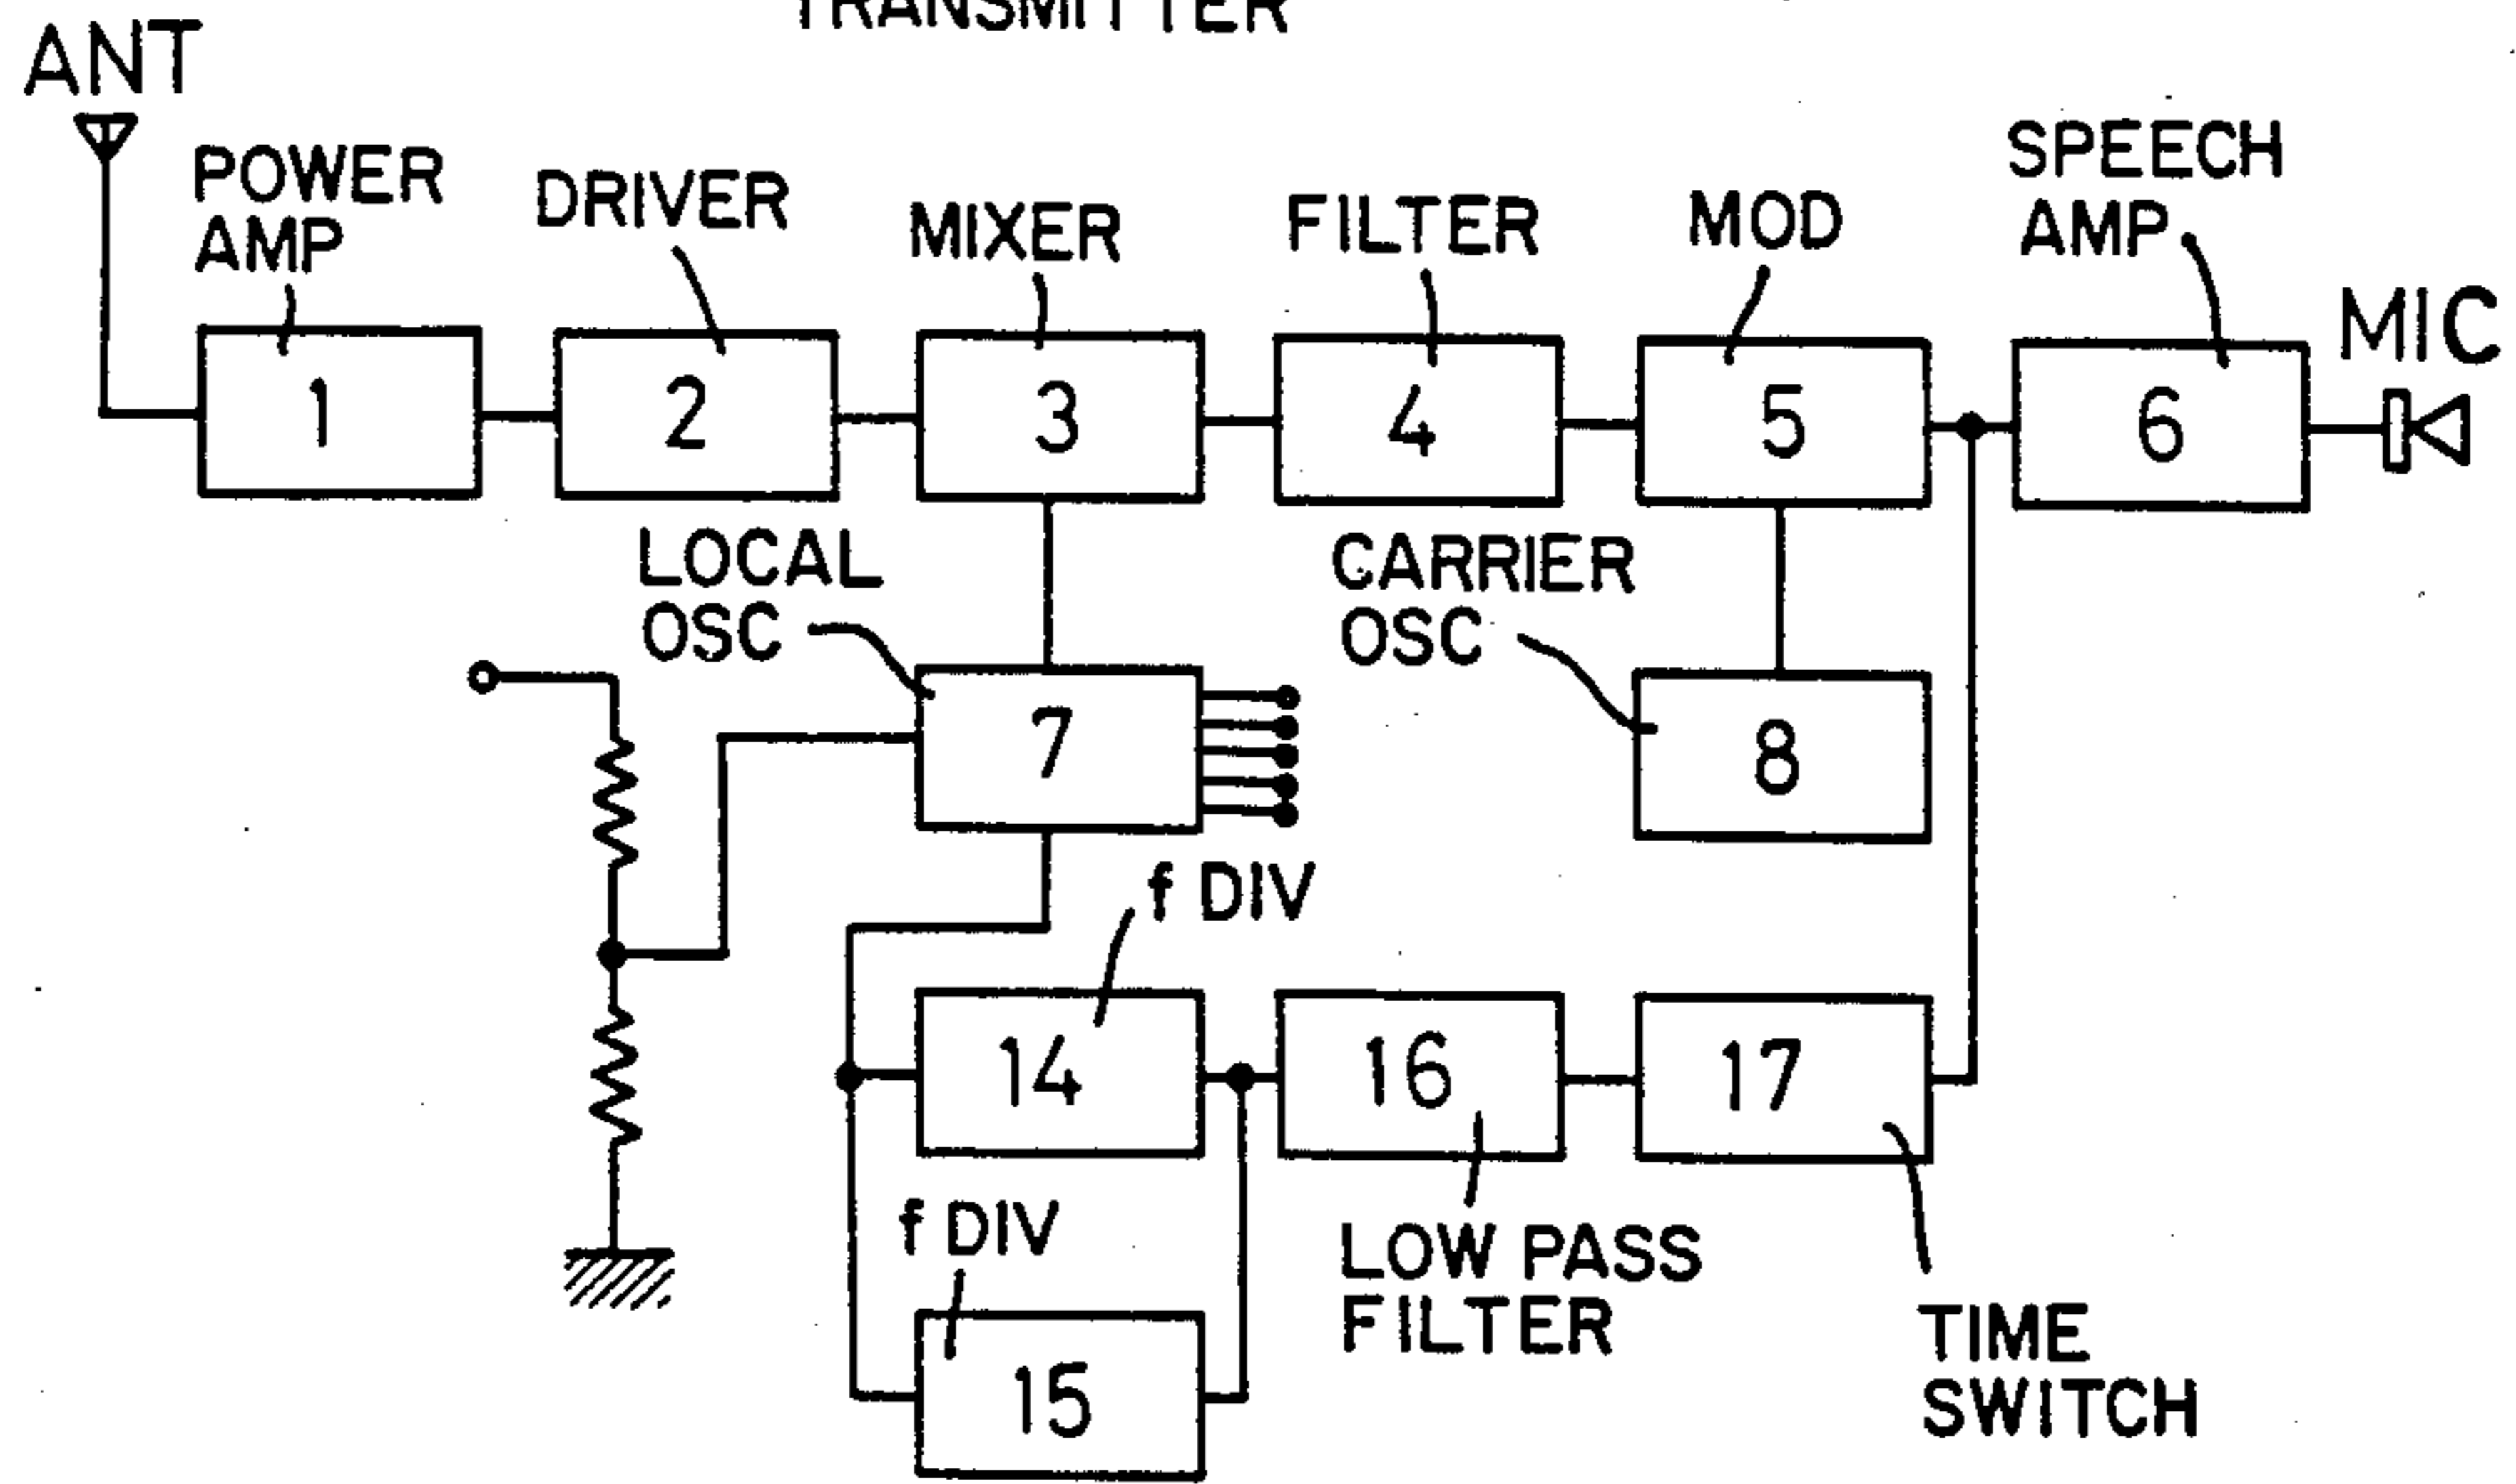 TRANSMITTER
ANT
POWER
AMP
DRIVER
MIXER
FILTER
MOD
SPEECH
AMP
MIC
1
2
3
4
5
6
LOCAL
OSC
CARRIER
OSC
7
8
f DIV
14
16
17
f DIV
LOW PASS
FILTER
TIME
SWITCH
15